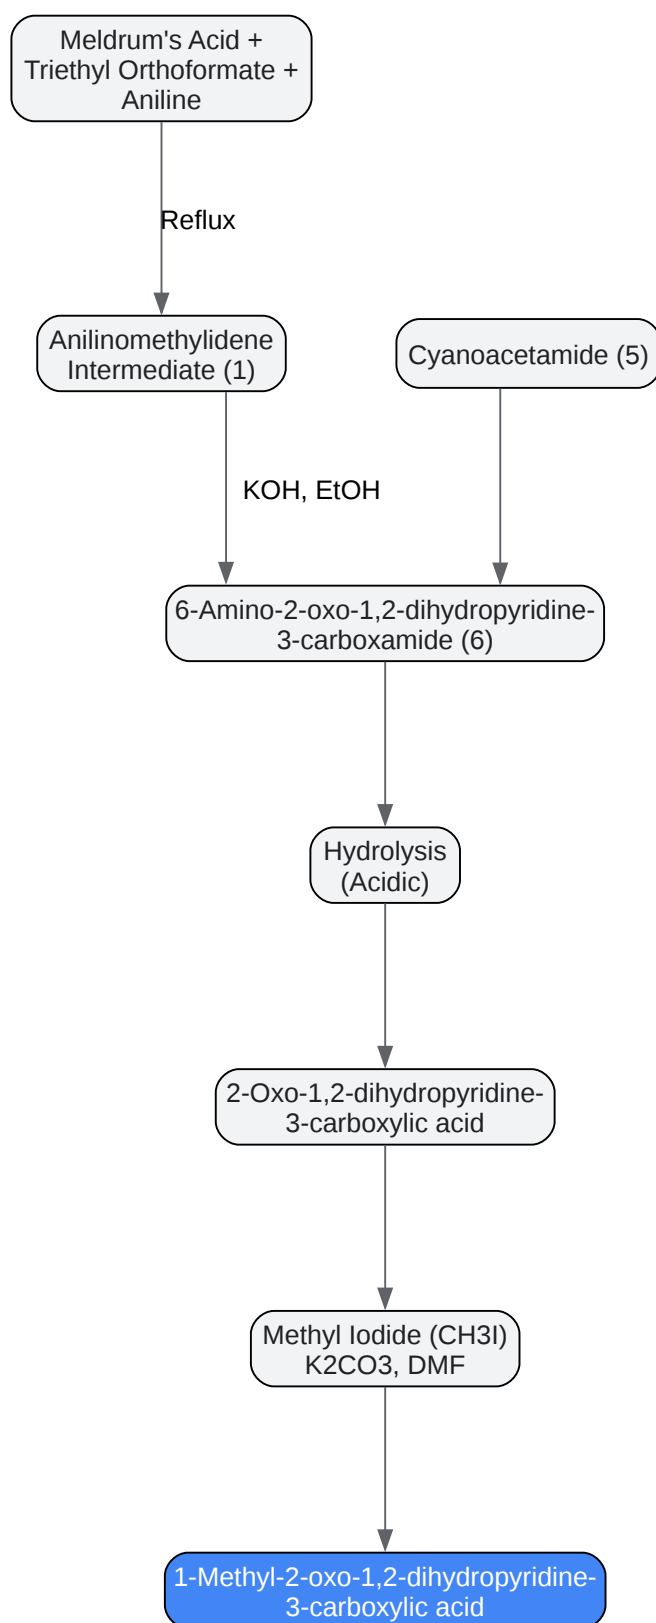 Meldrum's Acid +
Triethyl Orthoformate +
Aniline
Reflux
Anilinomethylidene
Intermediate (1)
Cyanoacetamide (5)
KOH, EtOH
6-Amino-2-oxo-1,2-dihydropyridine-
3-carboxamide (6)
Hydrolysis
(Acidic)
2-Oxo-1,2-dihydropyridine-
3-carboxylic acid
Methyl Iodide (CH3I)
K2CO3, DMF
1-Methyl-2-oxo-1,2-dihydropyridine-
3-carboxylic acid